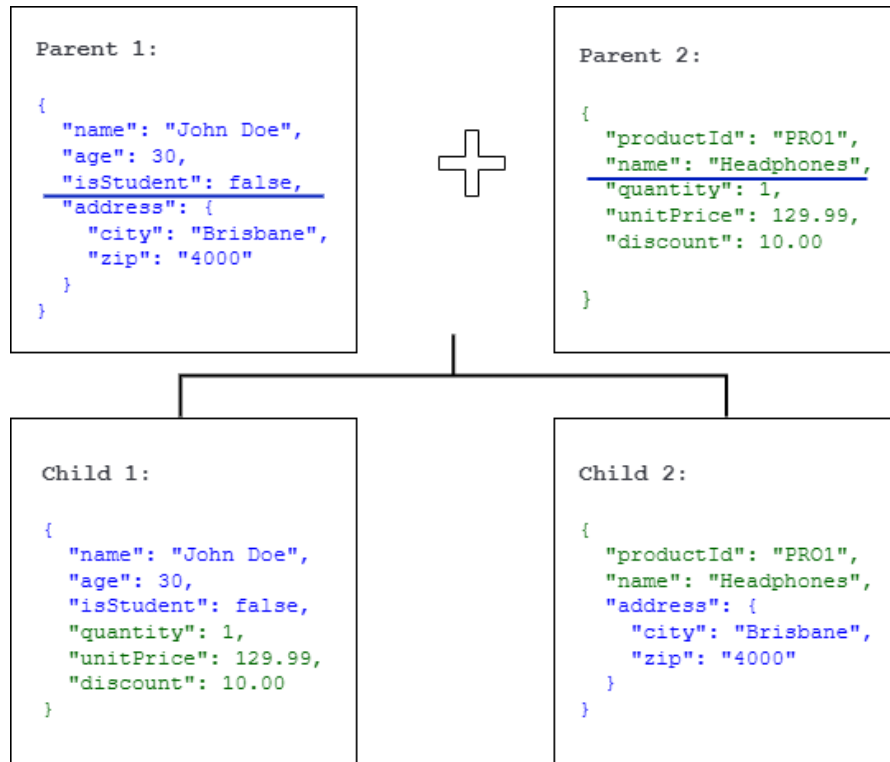 Parent 1:
{
  "name": "John Doe",
  "age": 30,
  "isStudent": false,
  "address": {
    "city": "Brisbane",
    "zip": "4000"
  }
}
Parent 2:
{
  "productId": "PRO1",
  "name": "Headphones",
  "quantity": 1,
  "unitPrice": 129.99,
  "discount": 10.00
}
Child 1:
{
  "name": "John Doe",
  "age": 30,
  "isStudent": false,
  "quantity": 1,
  "unitPrice": 129.99,
  "discount": 10.00
}
Child 2:
{
  "productId": "PRO1",
  "name": "Headphones",
  "address": {
    "city": "Brisbane",
    "zip": "4000"
  }
}